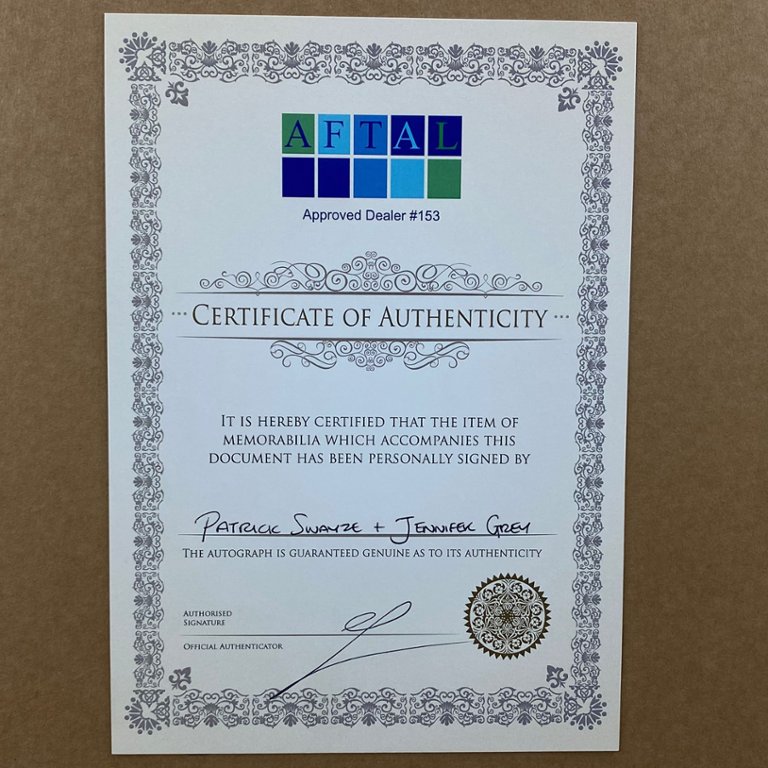 AFTAL
Approved Dealer #153
CERTIFICATE OF AUTHENTICITY
IT IS HEREBY CERTIFIED THAT THE ITEM OF
MEMORABILIA WHICH ACCOMPANIES THIS
DOCUMENT HAS BEEN PERSONALLY SIGNED BY
PATRICK SWAYZE + JENNIFER GREY
THE AUTOGRAPH IS GUARANTEED GENUINE AS TO ITS AUTHENTICITY
AUTHORISED
SIGNATURE
OFFICIAL AUTHENTICATOR